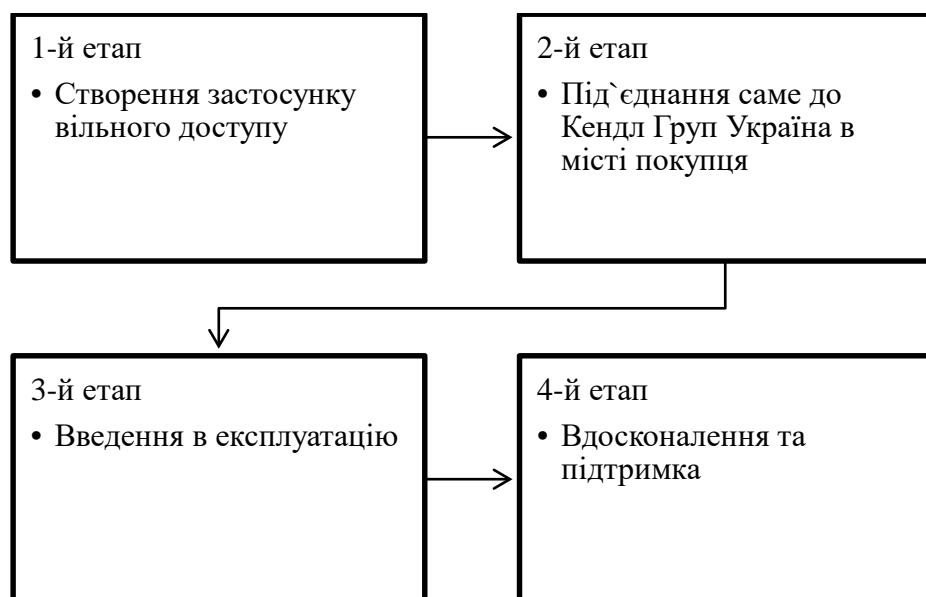 1-й етап
• Створення застосунку
вільного доступу
2-й етап
• Під`єднання саме до
Кендл Груп Україна в
місті покупця
3-й етап
• Введення в експлуатацію
4-й етап
• Вдосконалення та
підтримка